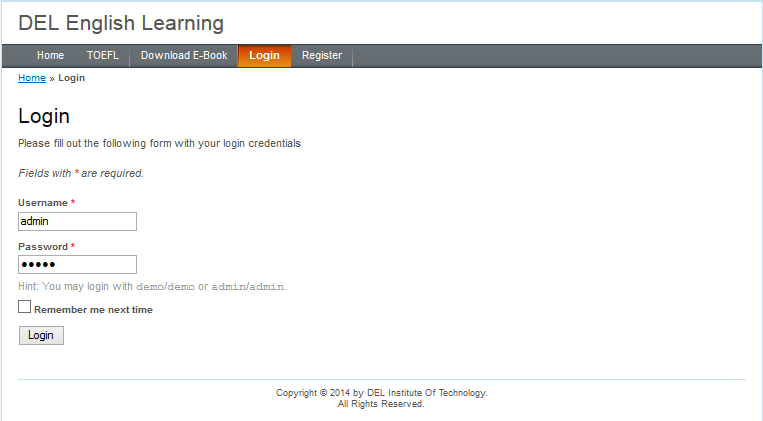 DEL English Learning
Home TOEFL Download E-Book Login Register
Home » Login
Login
Please fill out the following form with your login credentials
Fields with * are required.
Username *
admin
Password *
•••••
Hint: You may login with demo/demo or admin/admin.
Remember me next time
Login
Copyright © 2014 by DEL Institute Of Technology.
All Rights Reserved.